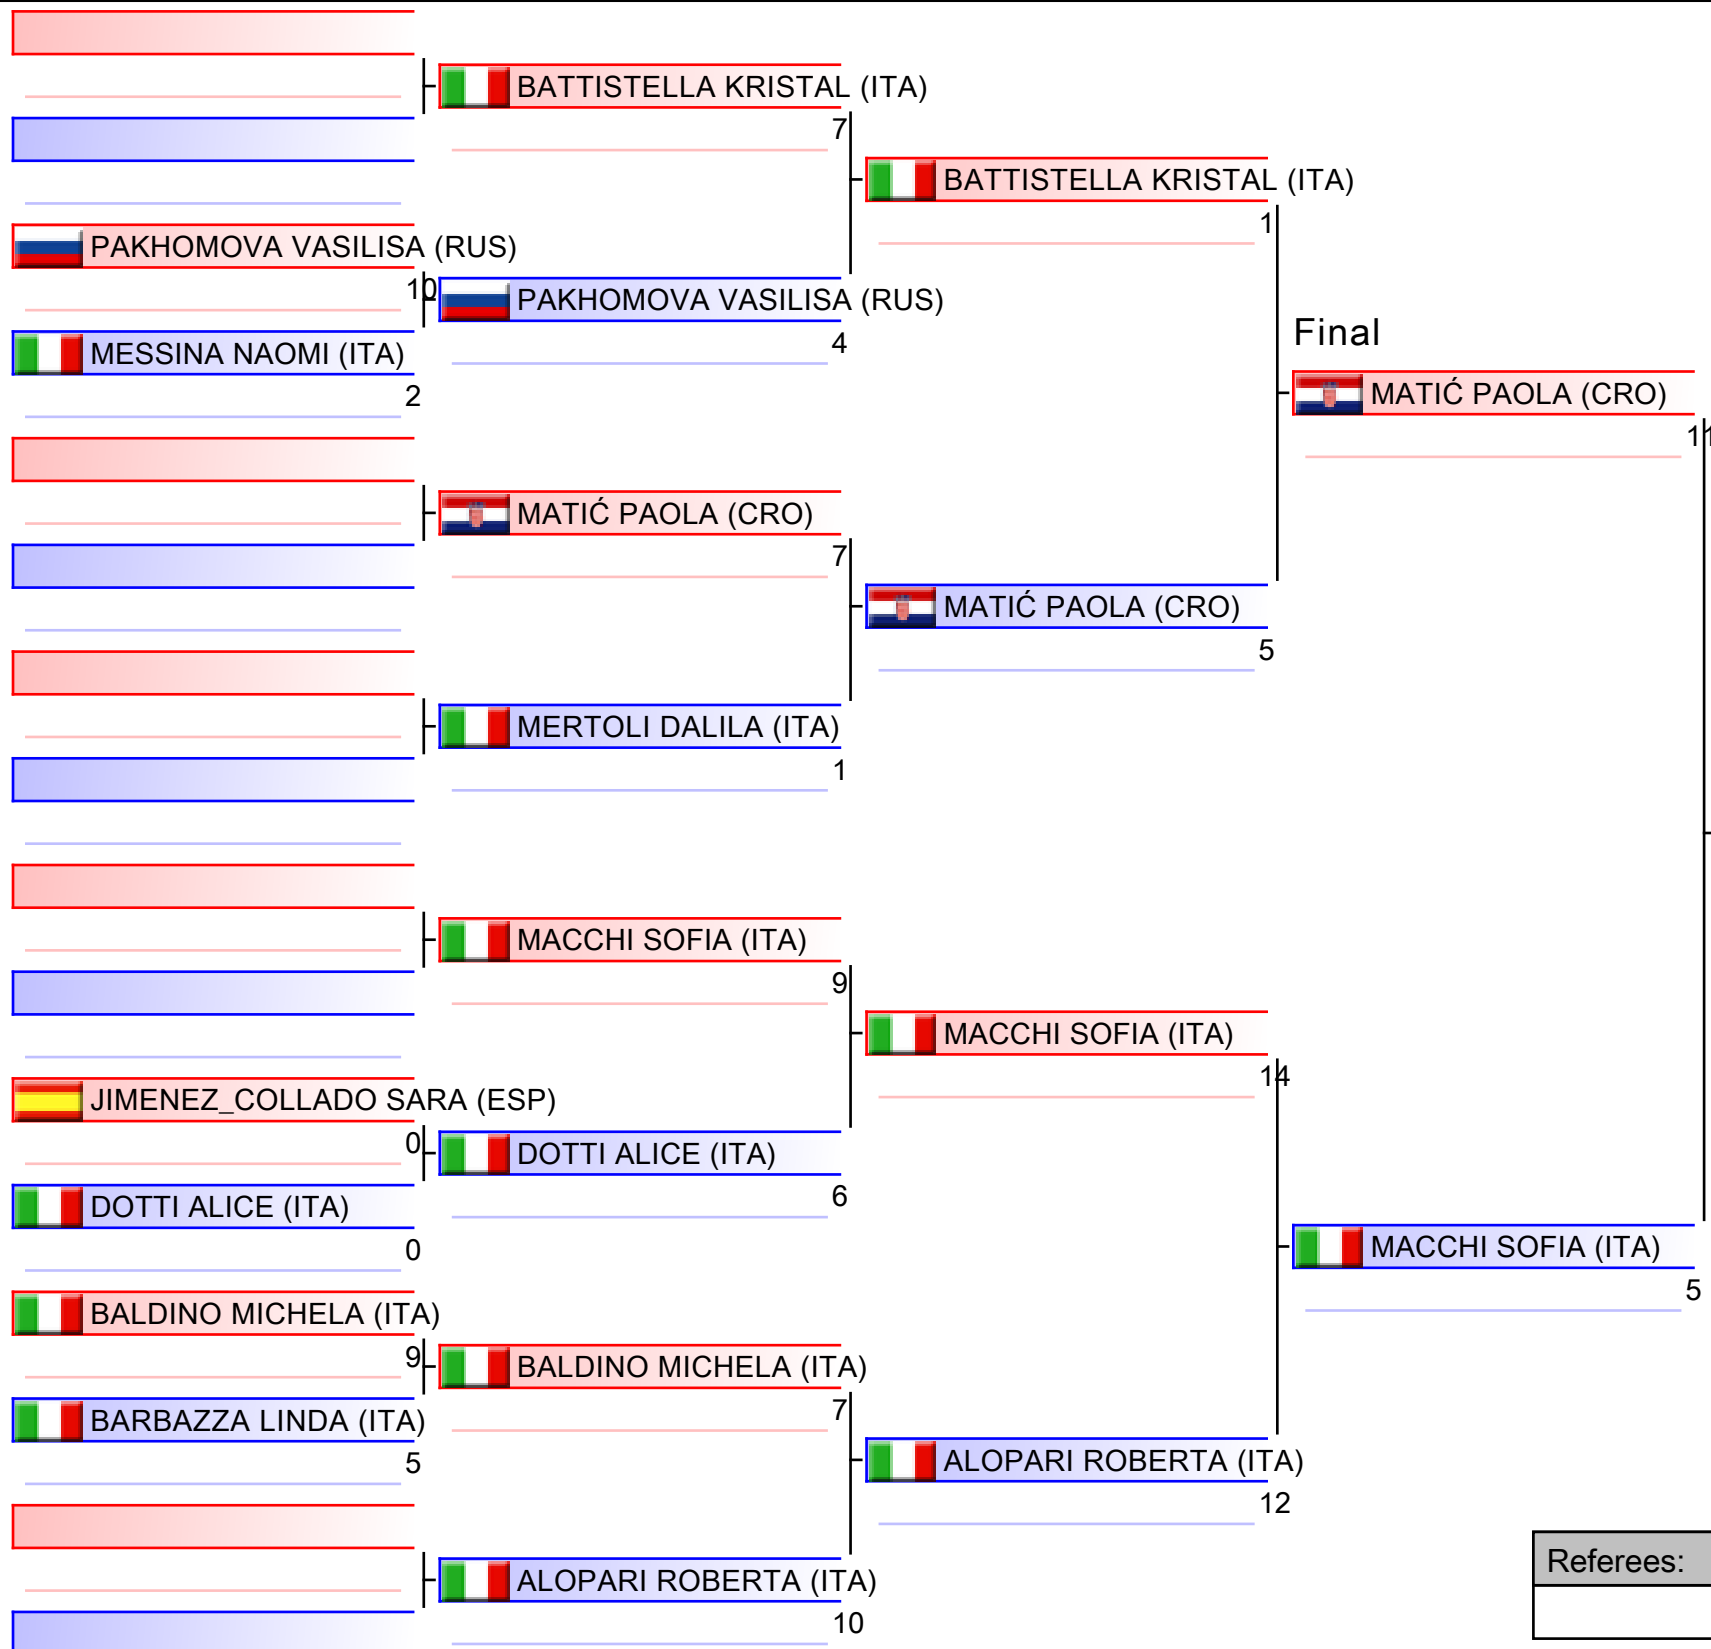 BATTISTELLA KRISTAL (ITA)
7
BATTISTELLA KRISTAL (ITA)
1
PAKHOMOVA VASILISA (RUS)
10
PAKHOMOVA VASILISA (RUS)
4
MESSINA NAOMI (ITA)
2
Final
MATIĆ PAOLA (CRO)
11
MATIĆ PAOLA (CRO)
7
MATIĆ PAOLA (CRO)
5
MERTOLI DALILA (ITA)
1
MACCHI SOFIA (ITA)
9
MACCHI SOFIA (ITA)
14
JIMENEZ_COLLADO SARA (ESP)
0
DOTTI ALICE (ITA)
6
DOTTI ALICE (ITA)
0
MACCHI SOFIA (ITA)
5
BALDINO MICHELA (ITA)
9
BALDINO MICHELA (ITA)
7
BARBAZZA LINDA (ITA)
5
ALOPARI ROBERTA (ITA)
12
ALOPARI ROBERTA (ITA)
10
Referees: